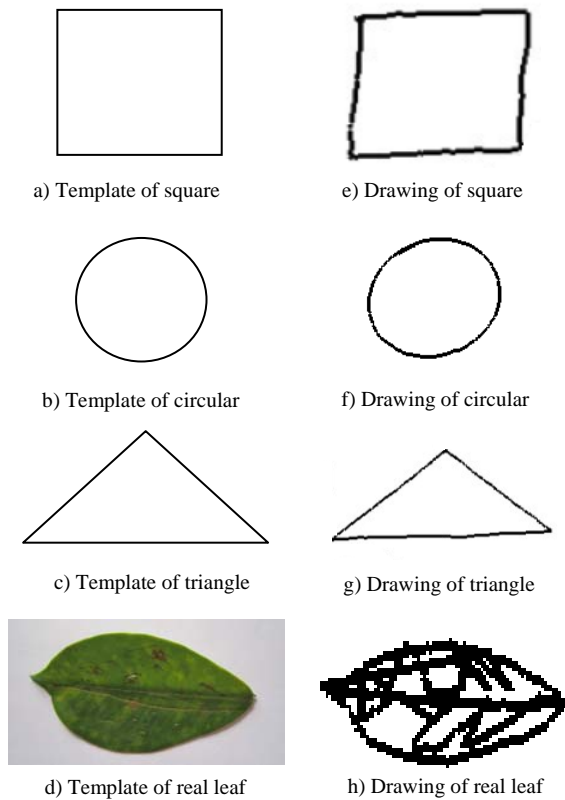 a) Template of square
e) Drawing of square
b) Template of circular
f) Drawing of circular
c) Template of triangle
g) Drawing of triangle
d) Template of real leaf
h) Drawing of real leaf